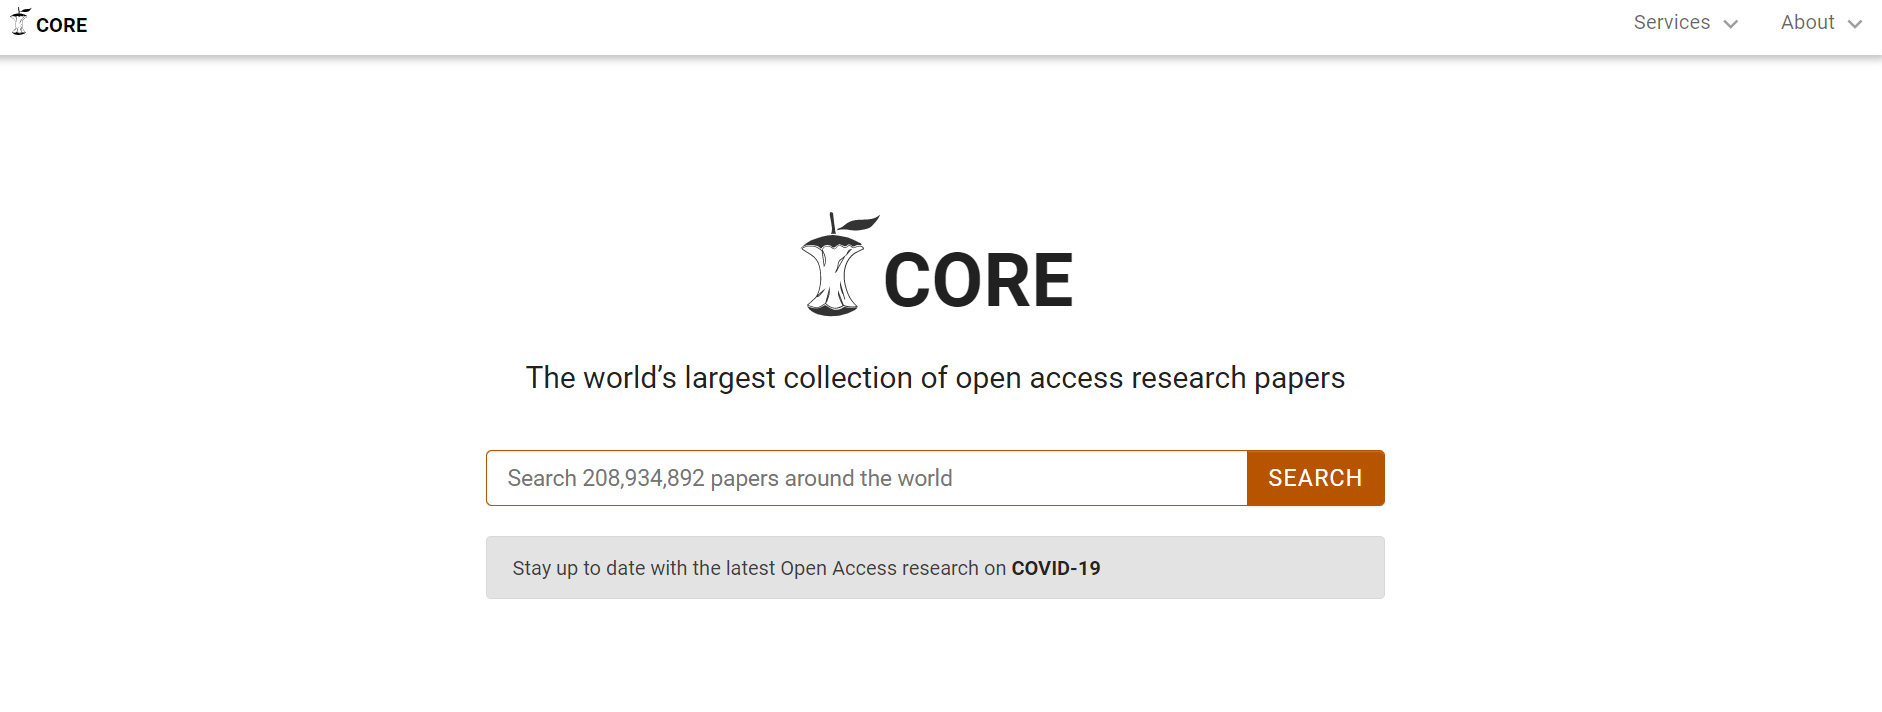 CORE
Services
About
CORE
The world’s largest collection of open access research papers
Search 208,934,892 papers around the world
SEARCH
Stay up to date with the latest Open Access research on COVID-19